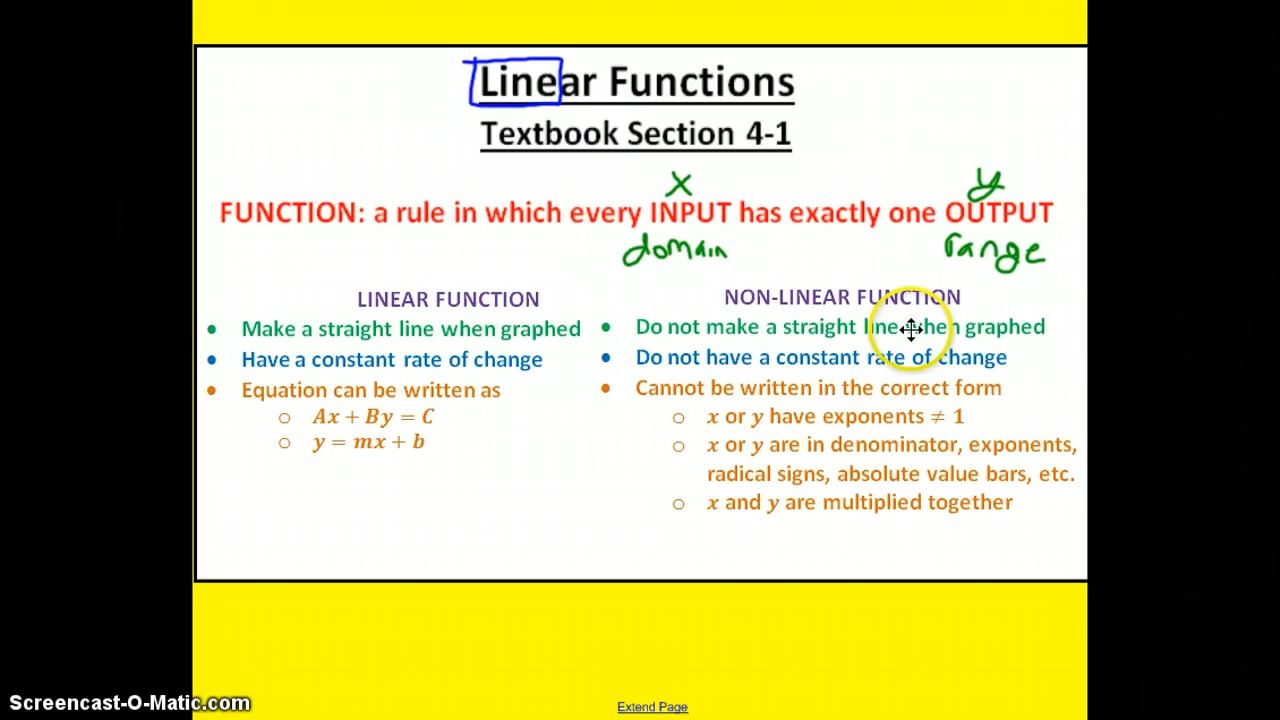 Linear Functions
Textbook Section 4-1
x y
FUNCTION: a rule in which every INPUT has exactly one OUTPUT
domain range
LINEAR FUNCTION
• Make a straight line when graphed
• Have a constant rate of change
• Equation can be written as
○ Ax + By = C
○ y = mx + b
NON-LINEAR FUNCTION
• Do not make a straight line when graphed
• Do not have a constant rate of change
• Cannot be written in the correct form
○ x or y have exponents ≠ 1
○ x or y are in denominator, exponents,
radical signs, absolute value bars, etc.
○ x and y are multiplied together
Screencast-O-Matic.com
Extend Page